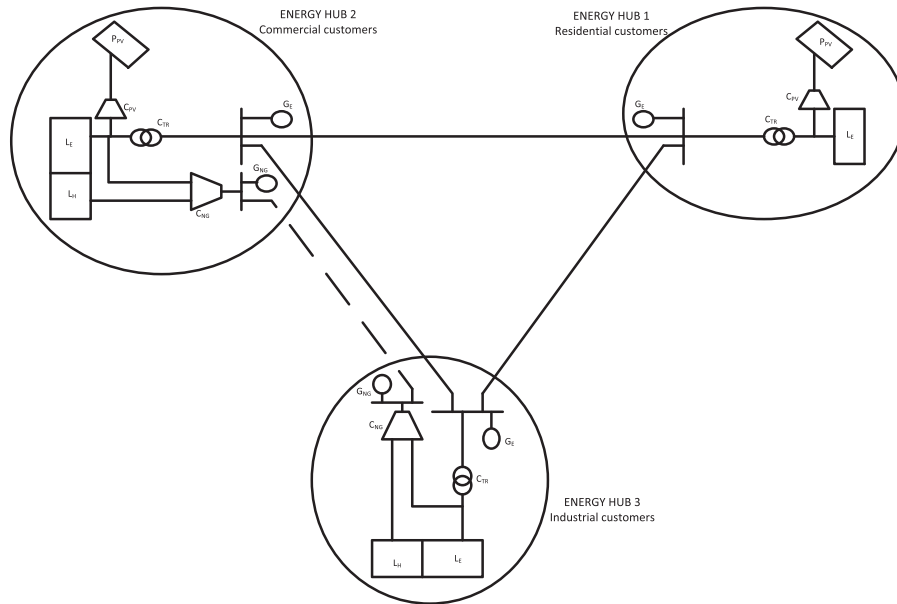 ENERGY HUB 2
Commercial customers
ENERGY HUB 1
Residential customers
P_PV
C_PV
G_E
C_TR
L_E
L_H
G_NG
C_NG
P_PV
G_E
C_PV
C_TR
L_E
G_NG
C_NG
G_E
C_TR
L_H
L_E
ENERGY HUB 3
Industrial customers